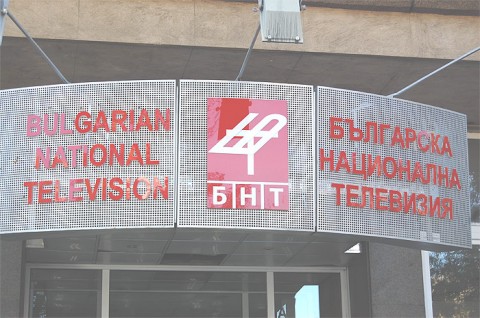 BULGARIAN
NATIONAL
TELEVISION
БНТ
БЪЛГАРСКА
НАЦИОНАЛНА
ТЕЛЕВИЗИЯ